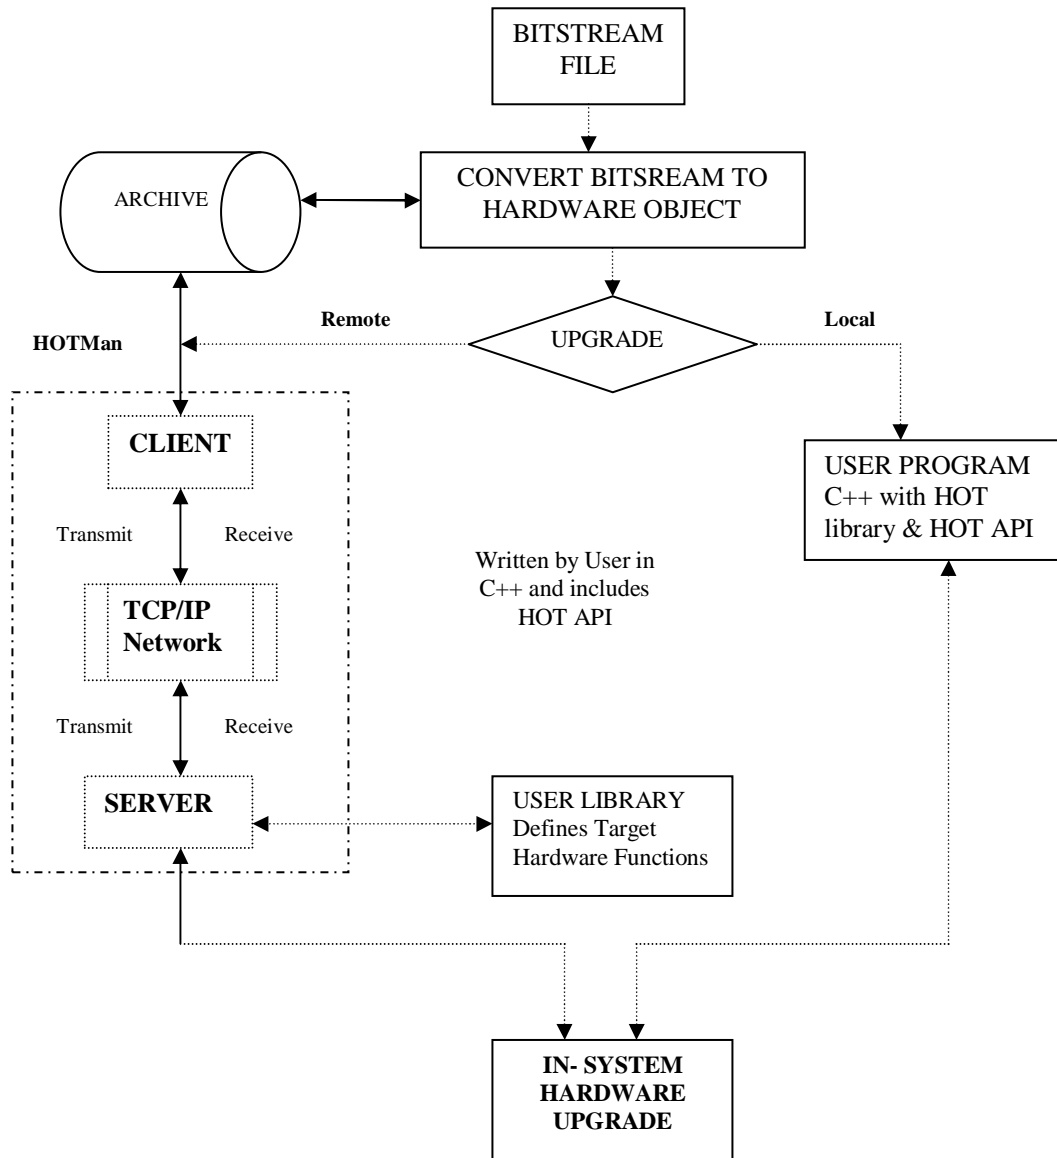 BITSTREAM
FILE
CONVERT BITSREAM TO
HARDWARE OBJECT
ARCHIVE
Remote
Local
HOTMan
UPGRADE
CLIENT
USER PROGRAM
C++ with HOT
library & HOT API
Transmit
Receive
Written by User in
C++ and includes
HOT API
TCP/IP
Network
Transmit
Receive
SERVER
USER LIBRARY
Defines Target
Hardware Functions
IN- SYSTEM
HARDWARE
UPGRADE